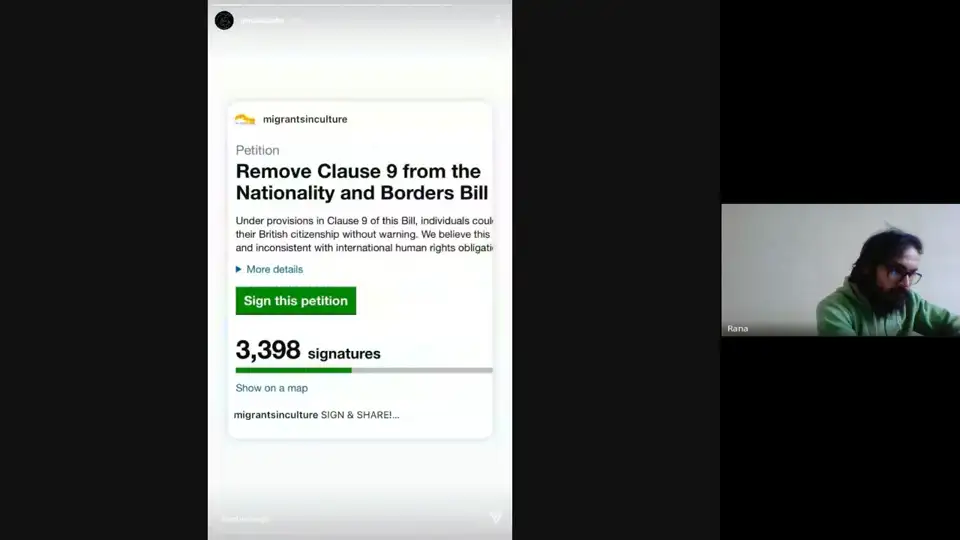 migrantsinculture
Petition
Remove Clause 9 from the
Nationality and Borders Bill
Under provisions in Clause 9 of this Bill, individuals coul
their British citizenship without warning. We believe this
and inconsistent with international human rights obligati
More details
Sign this petition
3,398 signatures
Show on a map
migrantsinculture SIGN & SHARE!...
Rana